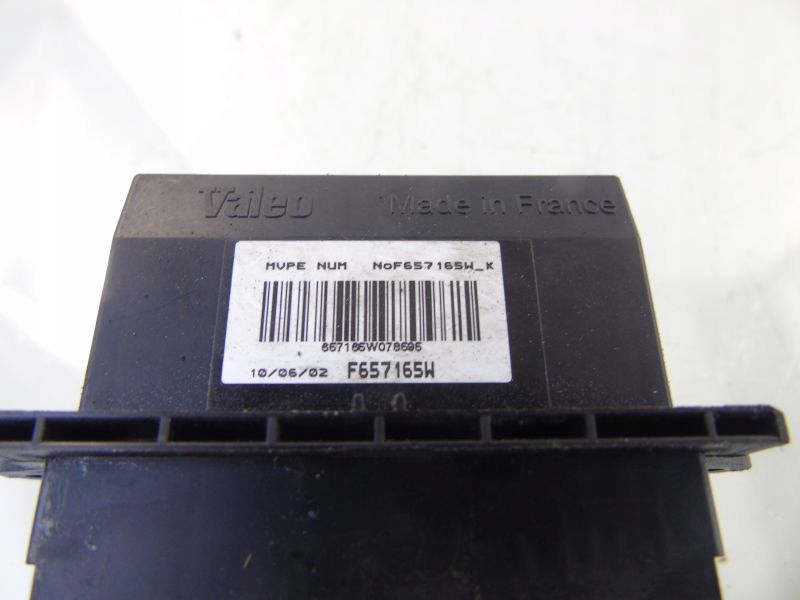 Valeo Made in France
MVPE NUM NoF657165W_K
657165W078695
10/06/02 F657165W